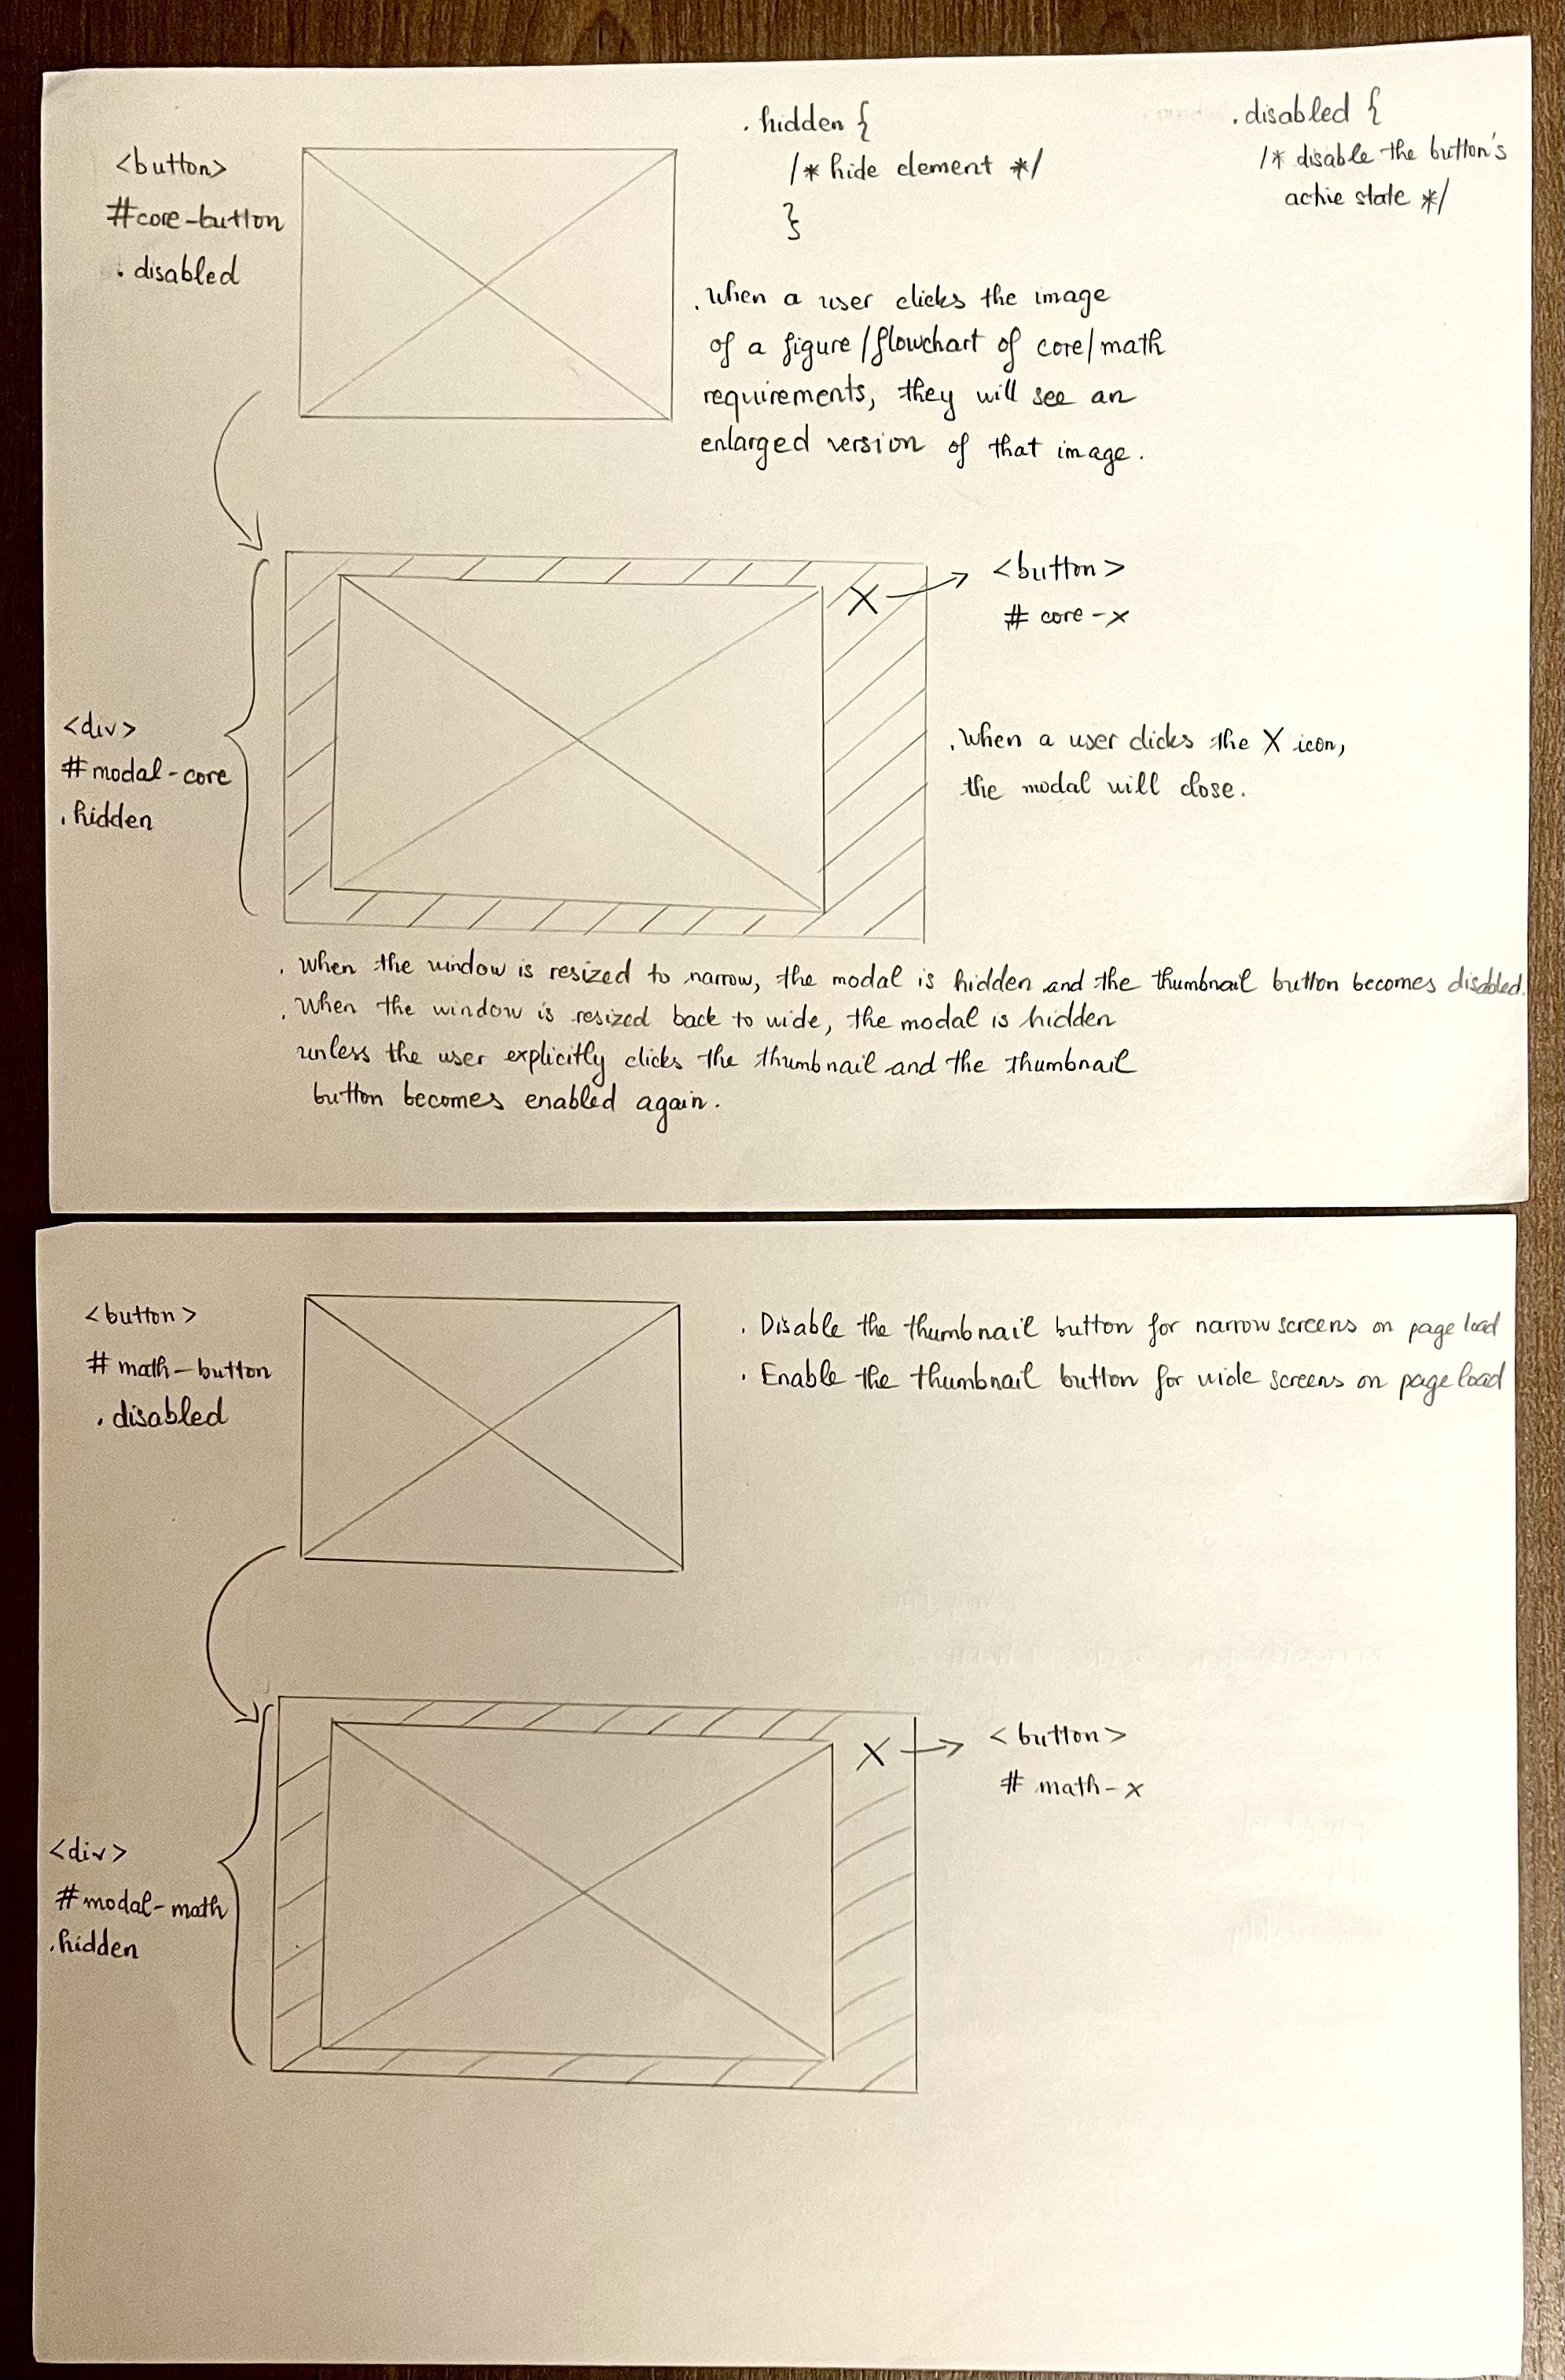 <button>
#core-button
. disabled
. hidden {
/* hide element */
}
. disabled {
/* disable the button's
active state */
. When a user clicks the image
of a figure/flowchart of core/math
requirements, they will see an
enlarged version of that image.
X
<button>
# core-x
<div>
#modal-core
. hidden
. When a user clicks the X icon,
the modal will close.
. When the window is resized to narrow, the modal is hidden and the thumbnail button becomes disabled.
. When the window is resized back to wide, the modal is hidden
unless the user explicitly clicks the thumbnail and the thumbnail
button becomes enabled again.
<button>
# math-button
. disabled
. Disable the thumbnail button for narrow screens on page load
. Enable the thumbnail button for wide screens on page load
X
<button>
# math-x
<div>
#modal-math
.hidden